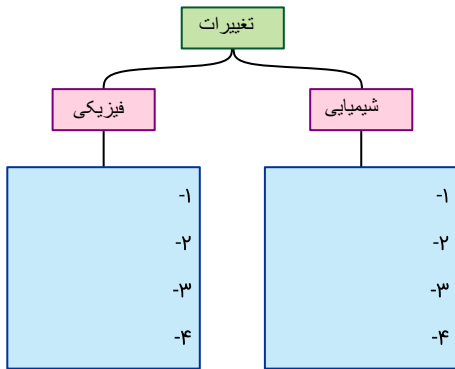 تغییرات
شیمیایی
فیزیکی
۱-
۲-
۳-
۴-
۱-
۲-
۳-
۴-